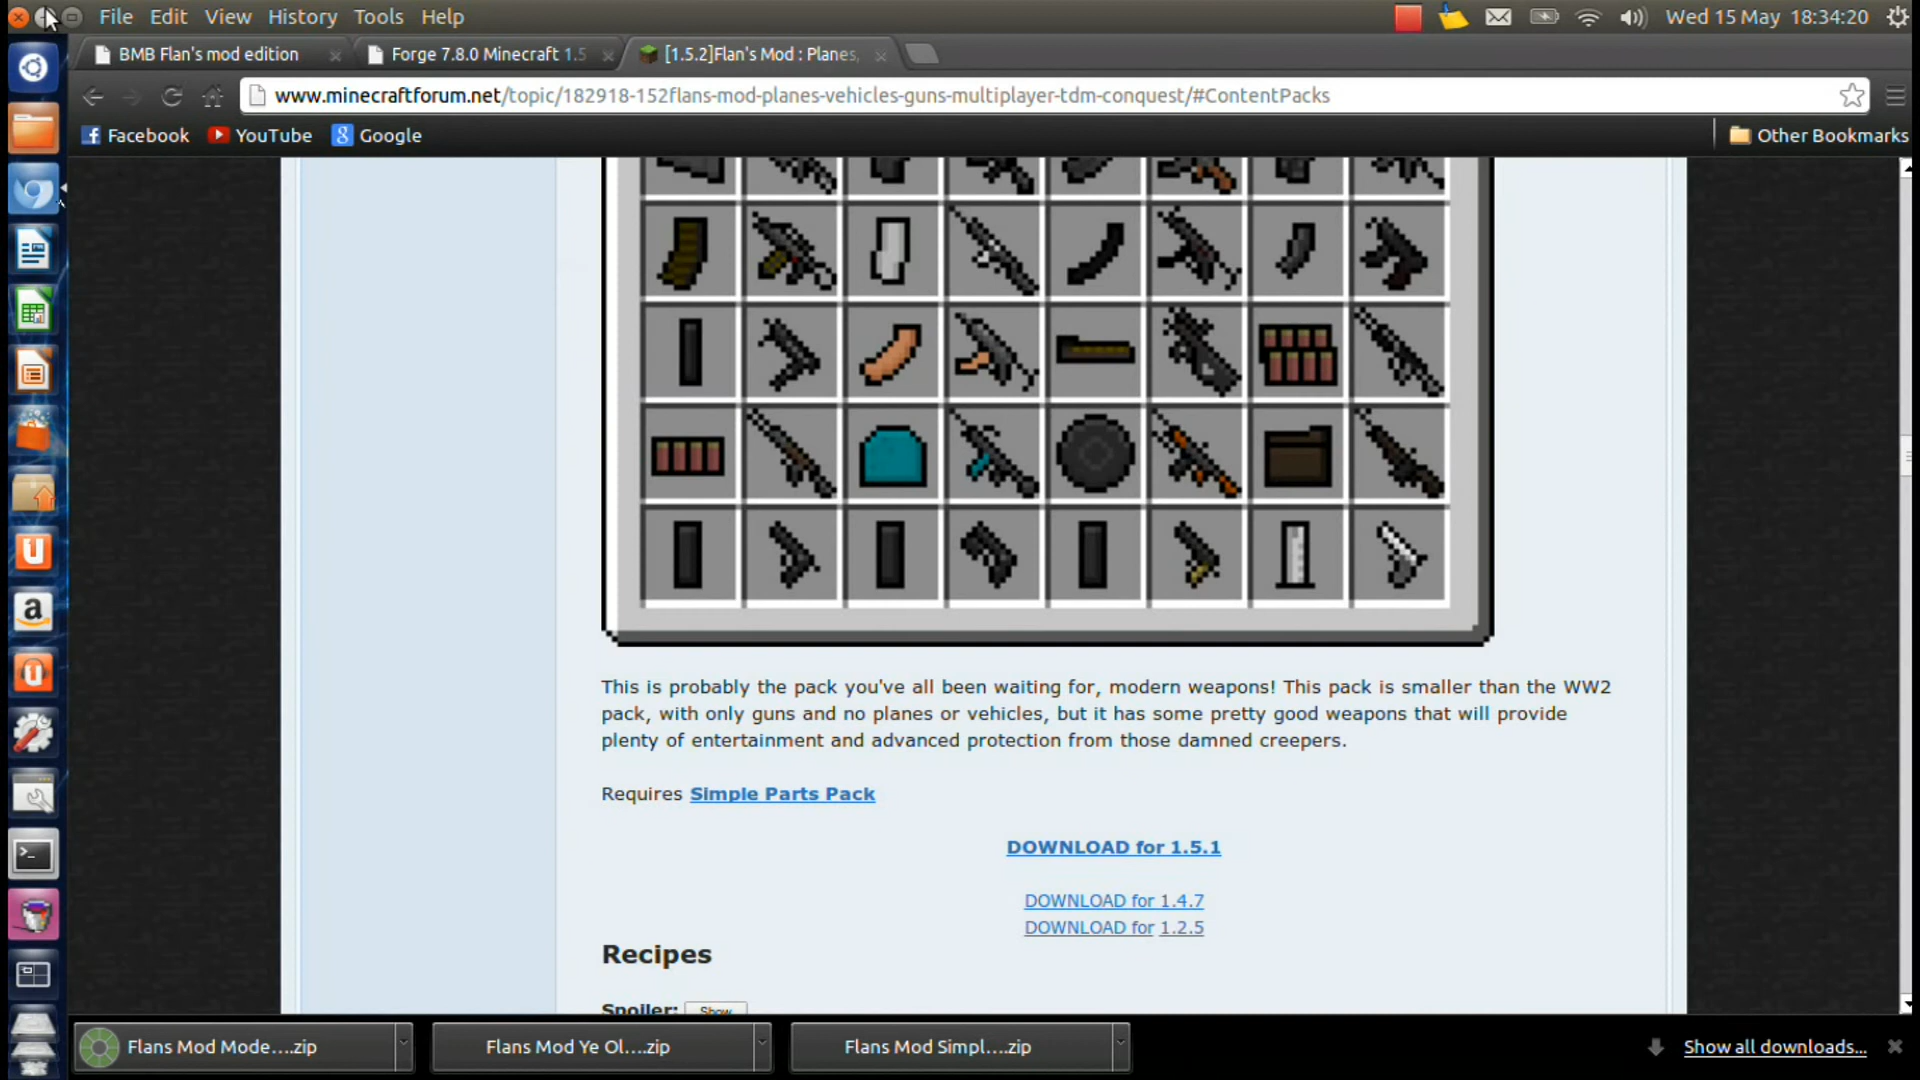 File Edit View History Tools Help
Wed 15 May 18:34:20
BMB Flan's mod edition
Forge 7.8.0 Minecraft 1.5
[1.5.2]Flan's Mod : Planes,
www.minecraftforum.net/topic/182918-152flans-mod-planes-vehicles-guns-multiplayer-tdm-conquest/#ContentPacks
Facebook YouTube Google
Other Bookmarks
This is probably the pack you've all been waiting for, modern weapons! This pack is smaller than the WW2
pack, with only guns and no planes or vehicles, but it has some pretty good weapons that will provide
plenty of entertainment and advanced protection from those damned creepers.
Requires Simple Parts Pack
DOWNLOAD for 1.5.1
DOWNLOAD for 1.4.7
DOWNLOAD for 1.2.5
Recipes
Spoiler: Show
Flans Mod Mode....zip
Flans Mod Ye Ol....zip
Flans Mod Simpl....zip
Show all downloads...